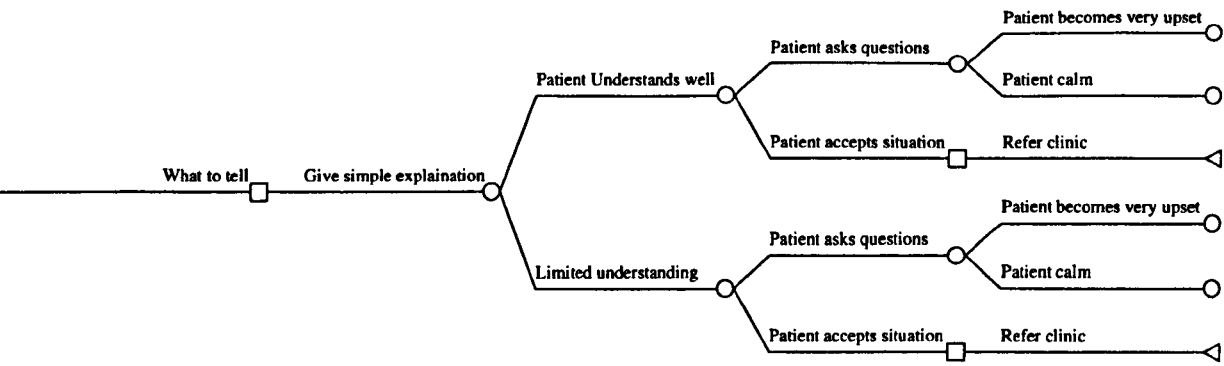 Patient becomes very upset
Patient asks questions
Patient Understands well
Patient calm
Patient accepts situation
Refer clinic
What to tell
Give simple explaination
Patient becomes very upset
Patient asks questions
Limited understanding
Patient calm
Patient accepts situation
Refer clinic